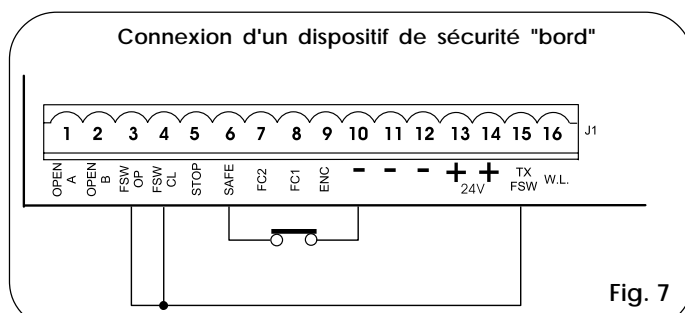 Connexion d'un dispositif de sécurité "bord"
1 2 3 4 5 6 7 8 9 10 11 12 13 14 15 16 J1
OPEN A OPEN B FSW OP FSW CL STOP SAFE FC2 FC1 ENC - - - + + 24V TX FSW W.L.
Fig. 7